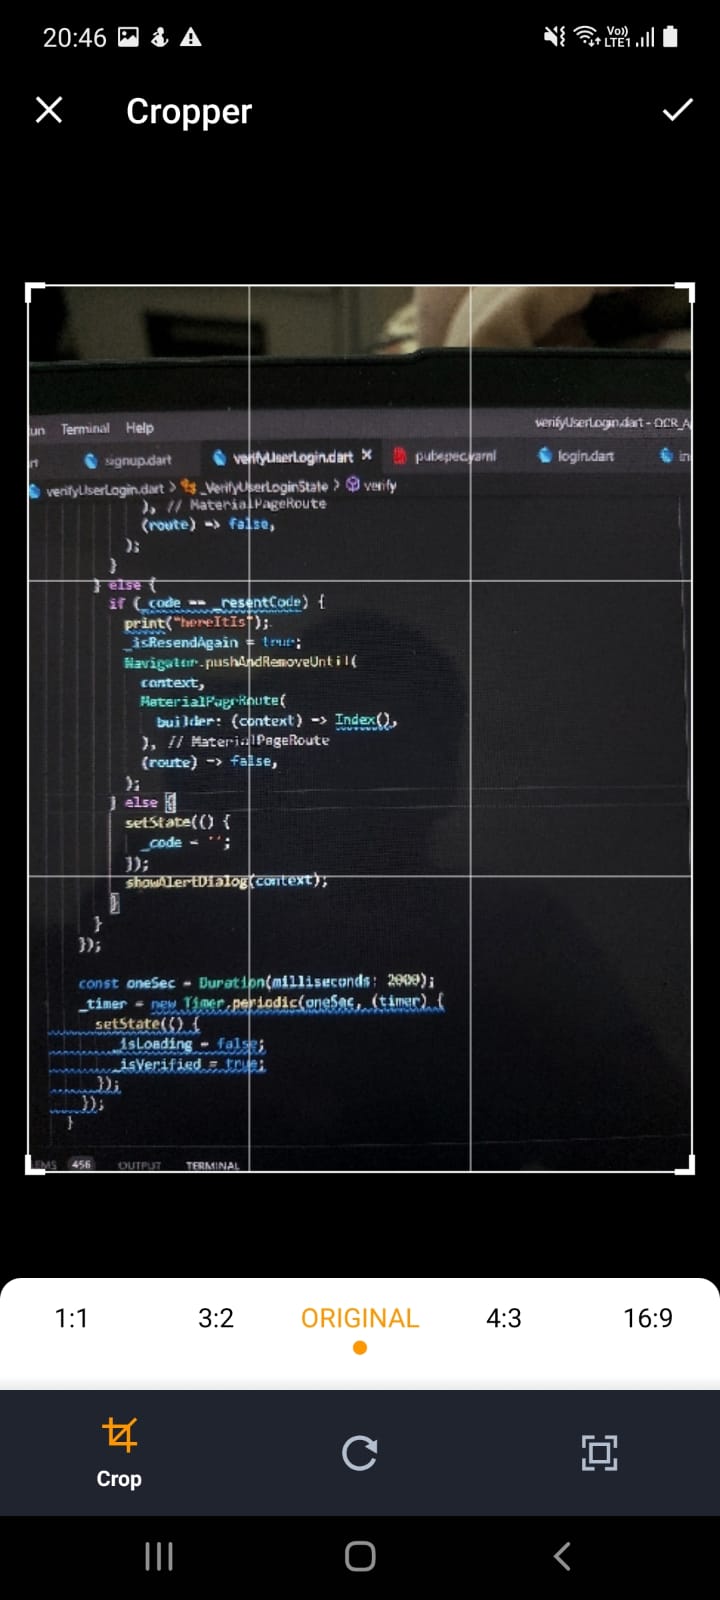 20:46
Vo))
LTE1
Cropper
un Terminal Help
verifyUserLogin.dart - OCR_A
rt signup.dart verifyUserLogin.dart × pubspec.yaml login.dart in
verifyUserLogin.dart > _VerifyUserLoginState > verify
), // MaterialPageRoute
(route) => false,
);
}
} else {
if (_code == _resentCode) {
print("hereItIs");
_isResendAgain = true;
Navigator.pushAndRemoveUntil(
context,
MaterialPageRoute(
builder: (context) => Index(),
), // MaterialPageRoute
(route) => false,
);
} else {
setState(() {
_code = '';
});
showAlertDialog(context);
}
}
});
const oneSec = Duration(milliseconds: 2000);
_timer = new Timer.periodic(oneSec, (timer) {
setState(() {
_isLoading = false;
_isVerified = true;
});
});
}
EMS 456 OUTPUT TERMINAL
1:1 3:2 ORIGINAL 4:3 16:9
Crop